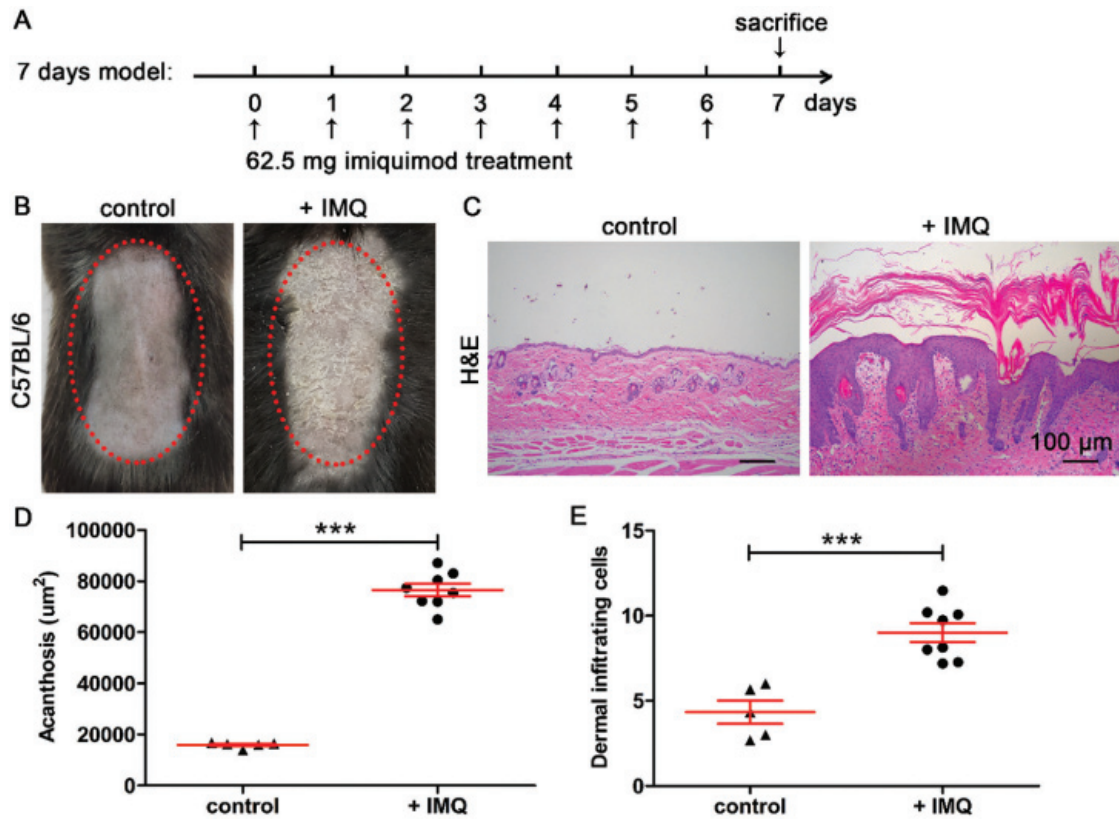 A
sacrifice
7 days model:
0 1 2 3 4 5 6 7 days
62.5 mg imiquimod treatment
B
control + IMQ
C57BL/6
C
control + IMQ
H&E
100 µm
D
100000
80000
60000
40000
20000
0
Acanthosis (um²)
***
control + IMQ
E
15
10
5
0
Dermal infitrating cells
***
control + IMQ